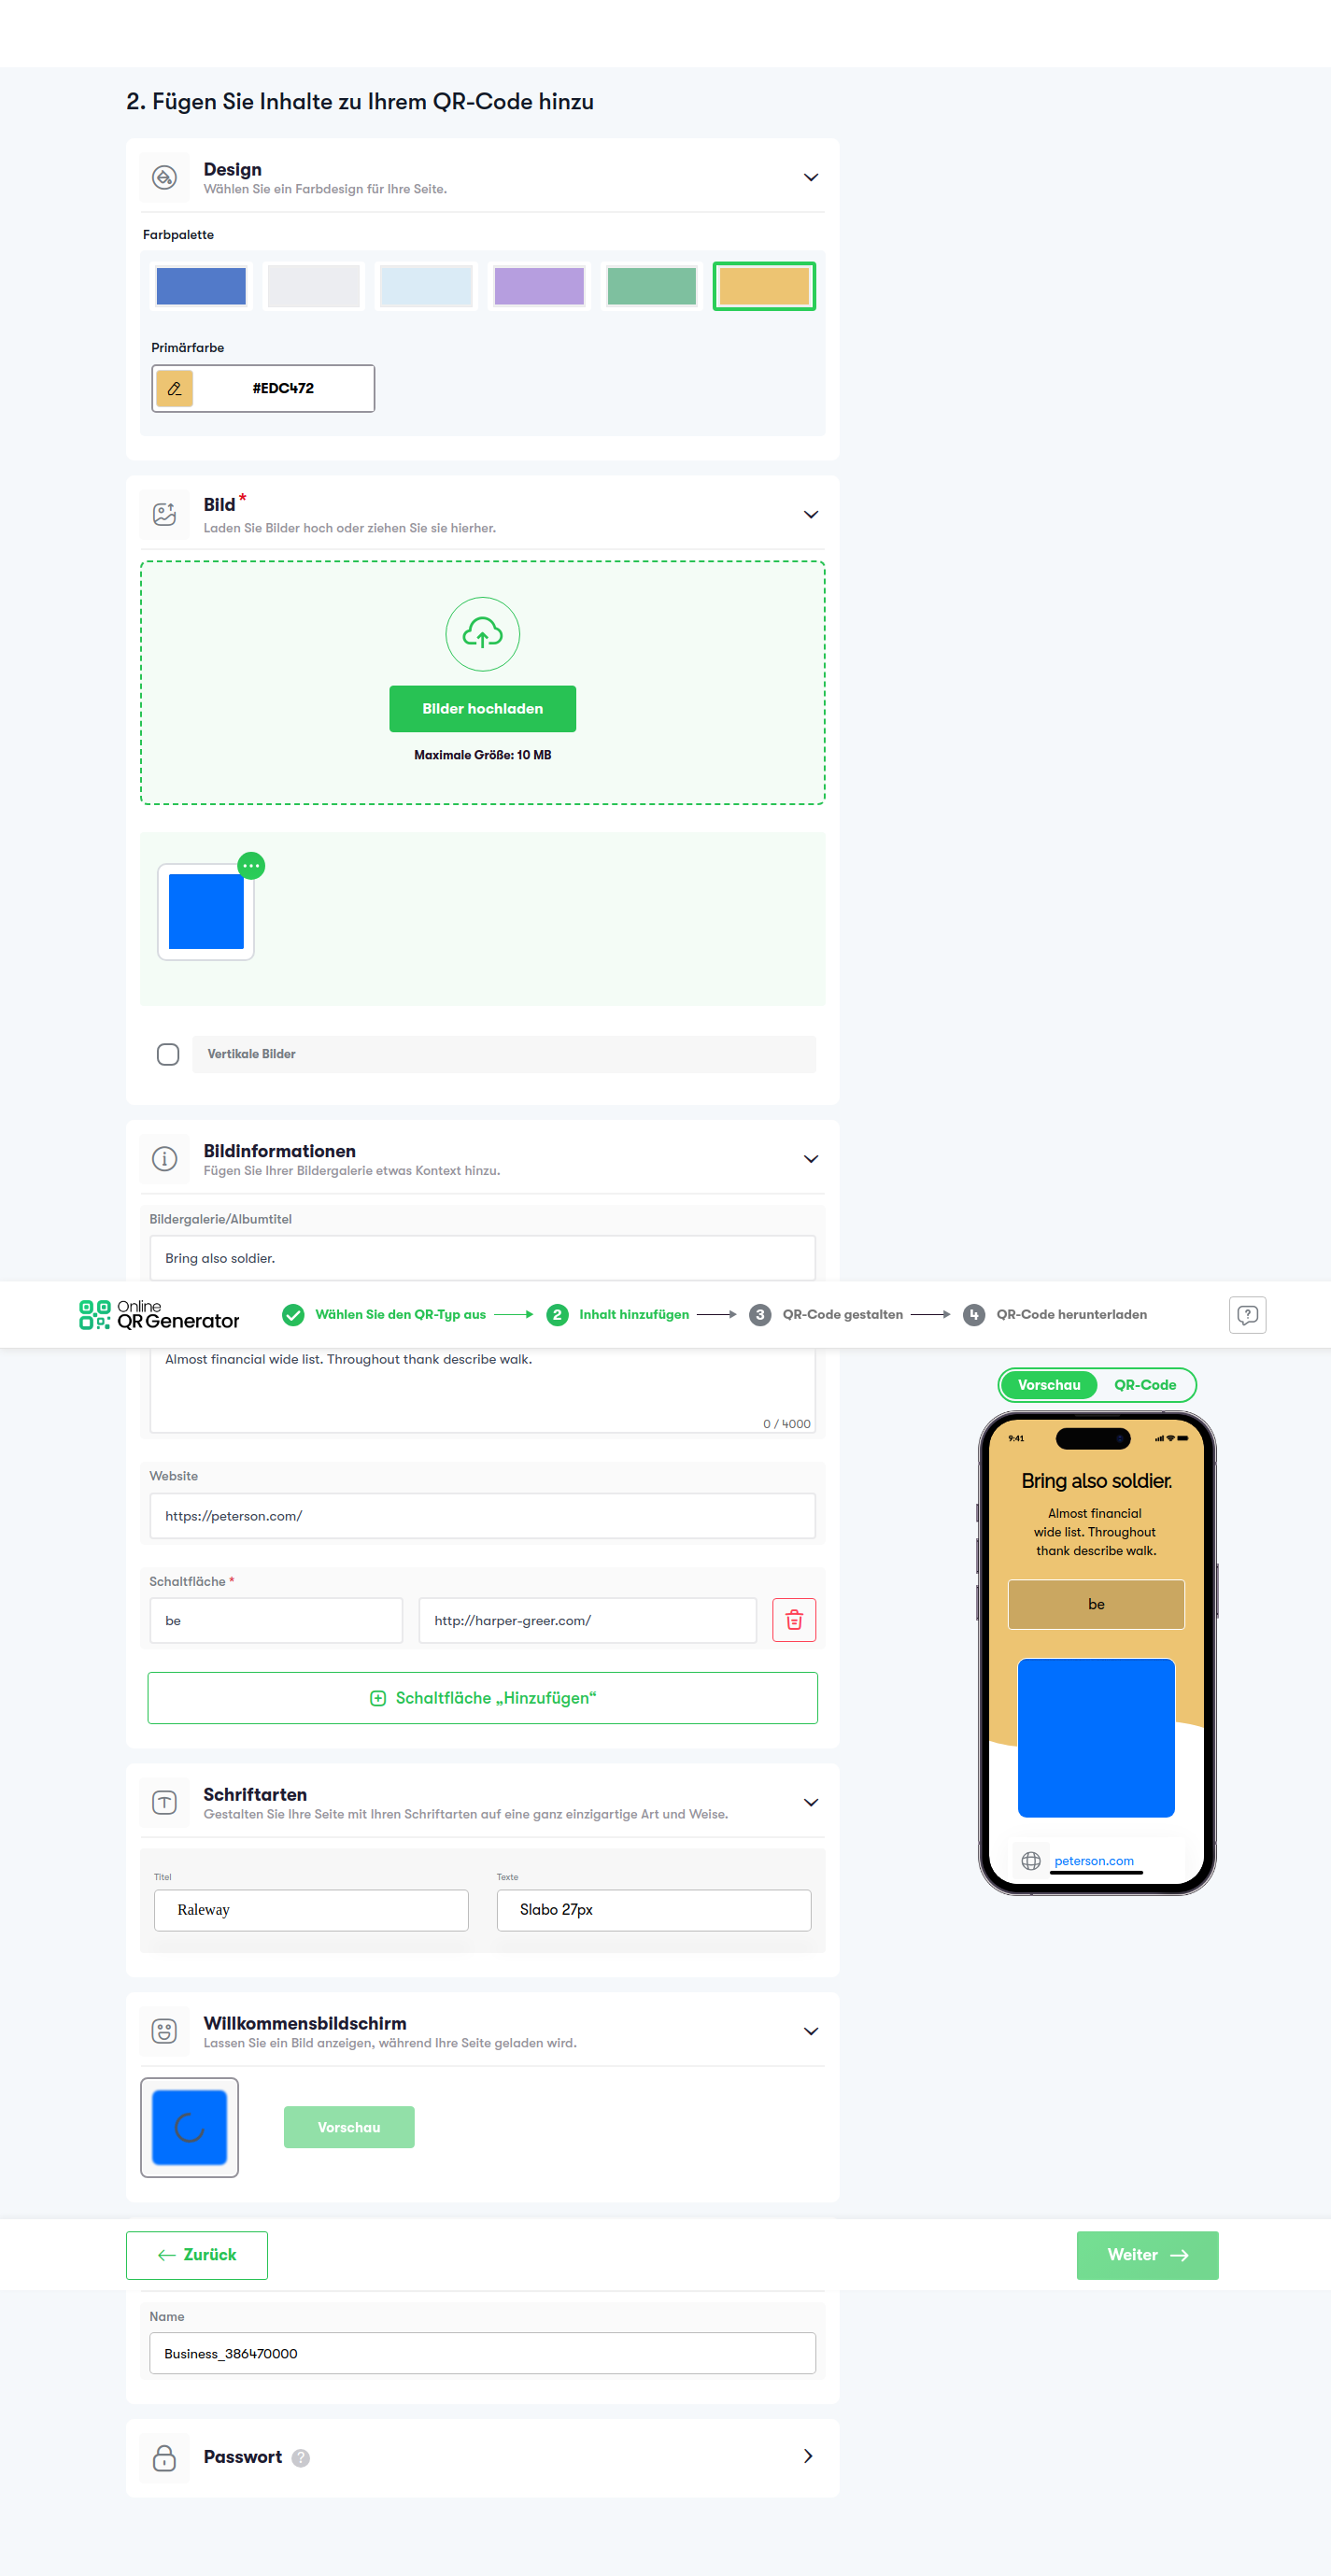 2. Fügen Sie Inhalte zu Ihrem QR-Code hinzu
Design
Wählen Sie ein Farbdesign für Ihre Seite.
Farbpalette
Primärfarbe
#EDC472
Bild *
Laden Sie Bilder hoch oder ziehen Sie sie hierher.
Bilder hochladen
Maximale Größe: 10 MB
Vertikale Bilder
Bildinformationen
Fügen Sie Ihrer Bildergalerie etwas Kontext hinzu.
Bildergalerie/Albumtitel
Bring also soldier.
Online
QR Generator
Wählen Sie den QR-Typ aus
2 Inhalt hinzufügen
3 QR-Code gestalten
4 QR-Code herunterladen
Almost financial wide list. Throughout thank describe walk.
0 / 4000
Website
https://peterson.com/
Schaltfläche *
be
http://harper-greer.com/
Schaltfläche „Hinzufügen“
Vorschau
QR-Code
9:41
Bring also soldier.
Almost financial
wide list. Throughout
thank describe walk.
be
peterson.com
Schriftarten
Gestalten Sie Ihre Seite mit Ihren Schriftarten auf eine ganz einzigartige Art und Weise.
Titel
Raleway
Texte
Slabo 27px
Willkommensbildschirm
Lassen Sie ein Bild anzeigen, während Ihre Seite geladen wird.
Vorschau
Zurück
Weiter
Name
Business_386470000
Passwort ?